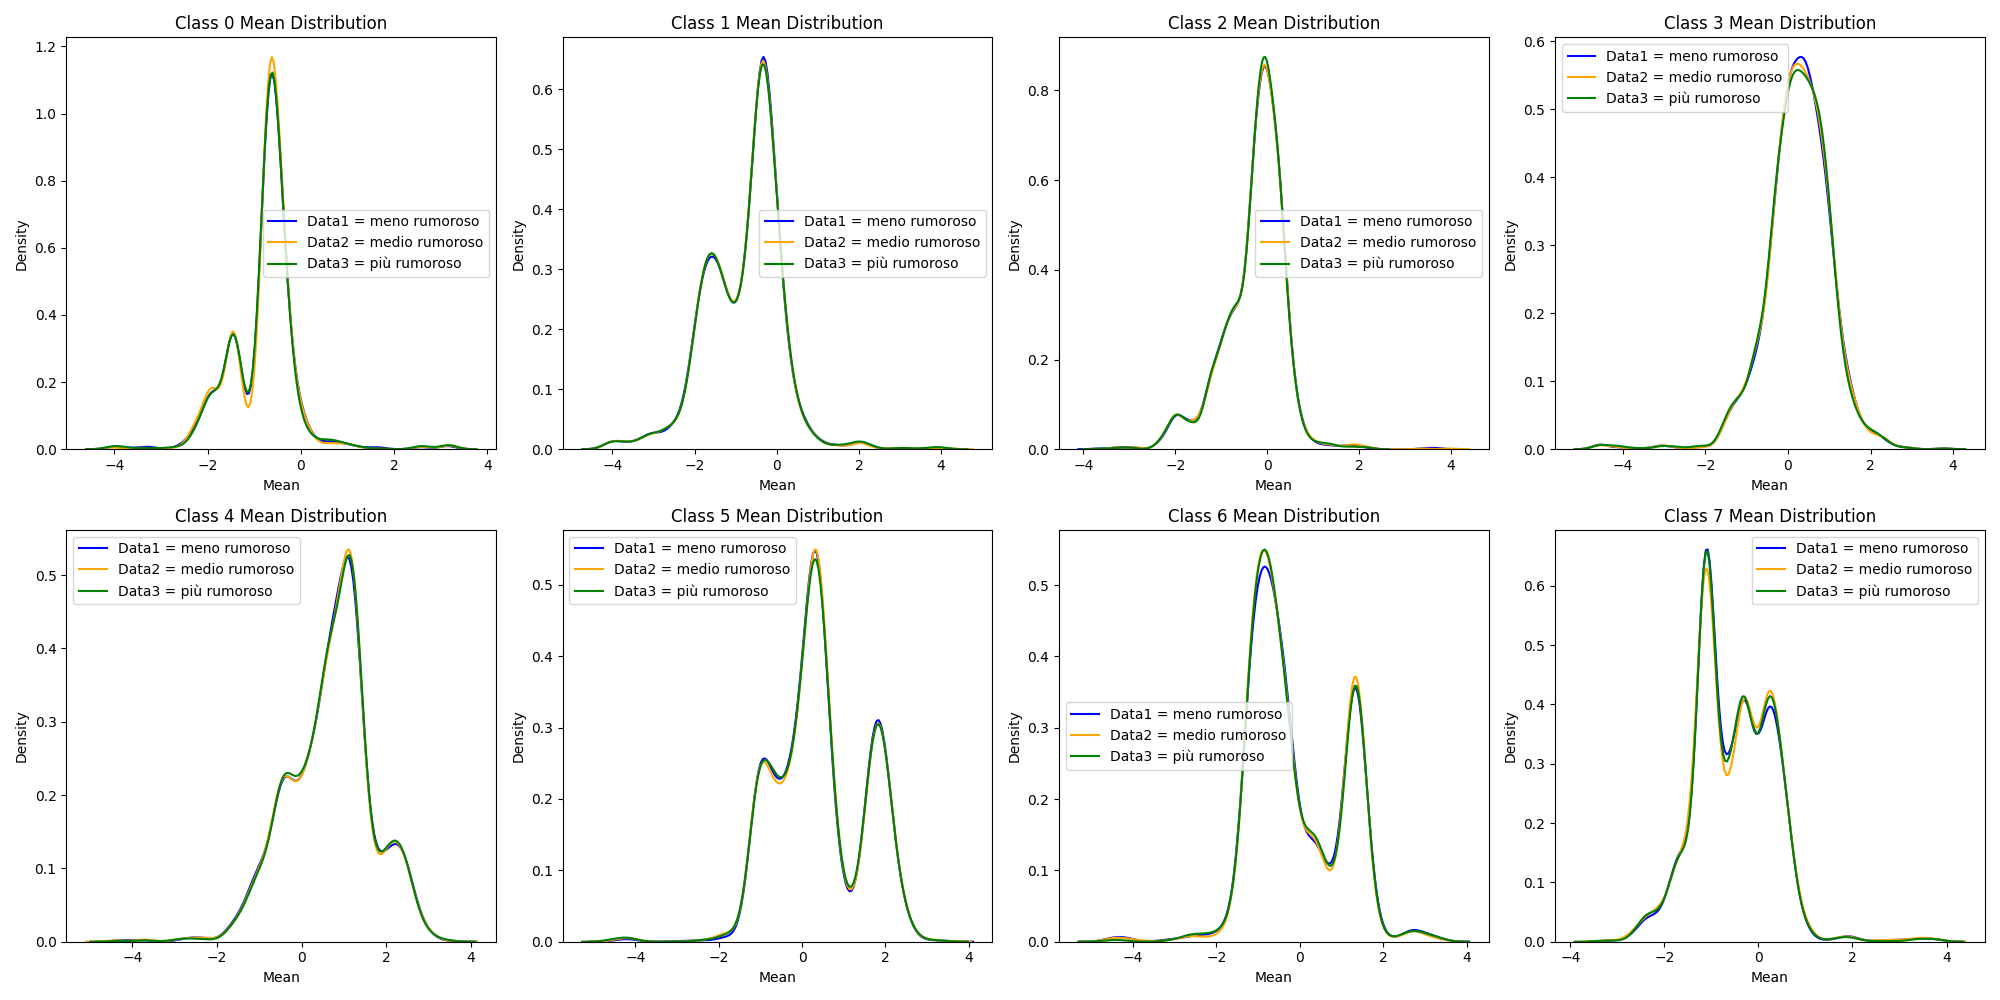 Class 0 Mean Distribution
Density
1.2
1.0
0.8
0.6
0.4
0.2
0.0
Data1 = meno rumoroso
Data2 = medio rumoroso
Data3 = più rumoroso
−4
−2
0
2
4
Mean
Class 1 Mean Distribution
Density
0.6
0.5
0.4
0.3
0.2
0.1
0.0
Data1 = meno rumoroso
Data2 = medio rumoroso
Data3 = più rumoroso
−4
−2
0
2
4
Mean
Class 2 Mean Distribution
Density
0.8
0.6
0.4
0.2
0.0
Data1 = meno rumoroso
Data2 = medio rumoroso
Data3 = più rumoroso
−4
−2
0
2
4
Mean
Class 3 Mean Distribution
Density
0.6
0.5
0.4
0.3
0.2
0.1
0.0
Data1 = meno rumoroso
Data2 = medio rumoroso
Data3 = più rumoroso
−4
−2
0
2
4
Mean
Class 4 Mean Distribution
Density
0.5
0.4
0.3
0.2
0.1
0.0
Data1 = meno rumoroso
Data2 = medio rumoroso
Data3 = più rumoroso
−4
−2
0
2
4
Mean
Class 5 Mean Distribution
Density
0.5
0.4
0.3
0.2
0.1
0.0
Data1 = meno rumoroso
Data2 = medio rumoroso
Data3 = più rumoroso
−4
−2
0
2
4
Mean
Class 6 Mean Distribution
Density
0.5
0.4
0.3
0.2
0.1
0.0
Data1 = meno rumoroso
Data2 = medio rumoroso
Data3 = più rumoroso
−4
−2
0
2
4
Mean
Class 7 Mean Distribution
Density
0.6
0.5
0.4
0.3
0.2
0.1
0.0
Data1 = meno rumoroso
Data2 = medio rumoroso
Data3 = più rumoroso
−4
−2
0
2
4
Mean